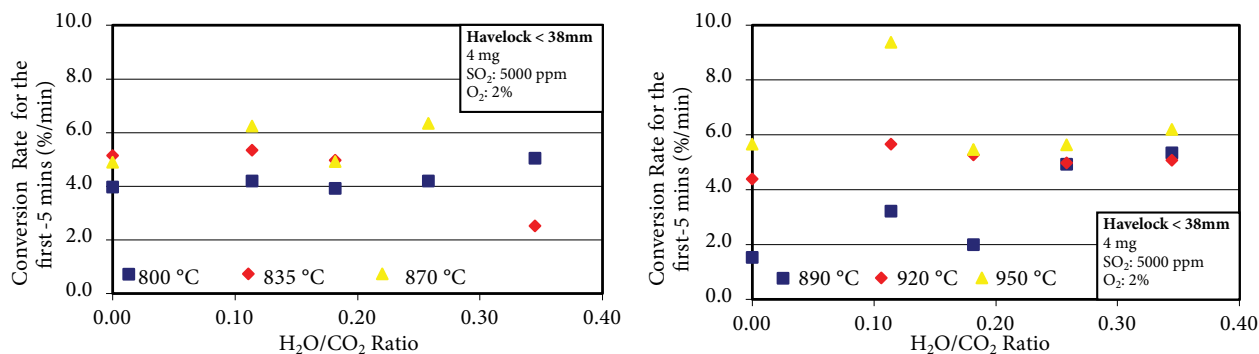 Conversion Rate for the
first -5 mins (%/min)
10.0
8.0
6.0
4.0
2.0
0.0
Havelock < 38mm
4 mg
SO₂: 5000 ppm
O₂: 2%
800 °C 835 °C 870 °C
0.00 0.10 0.20 0.30 0.40
H₂O/CO₂ Ratio
Conversion Rate for the
first -5 mins (%/min)
10.0
8.0
6.0
4.0
2.0
0.0
Havelock < 38mm
4 mg
SO₂: 5000 ppm
O₂: 2%
890 °C 920 °C 950 °C
0.00 0.10 0.20 0.30 0.40
H₂O/CO₂ Ratio